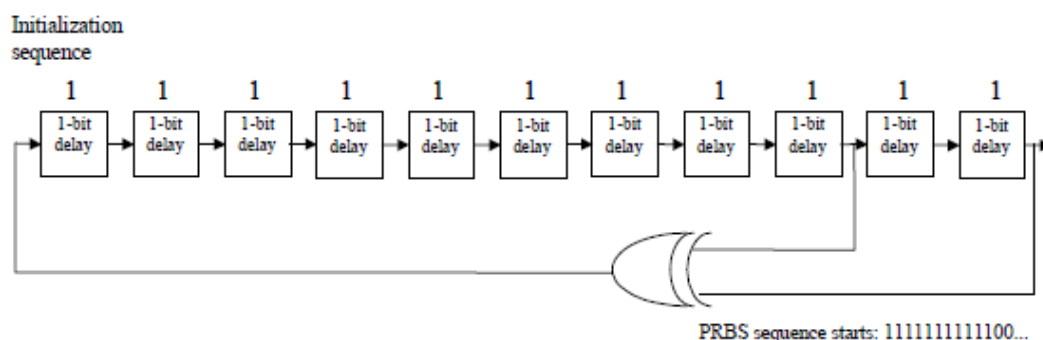 Initialization
sequence
1 1 1 1 1 1 1 1 1 1 1
1-bit 1-bit 1-bit 1-bit 1-bit 1-bit 1-bit 1-bit 1-bit 1-bit 1-bit
delay delay delay delay delay delay delay delay delay delay delay
PRBS sequence starts: 1111111111100...